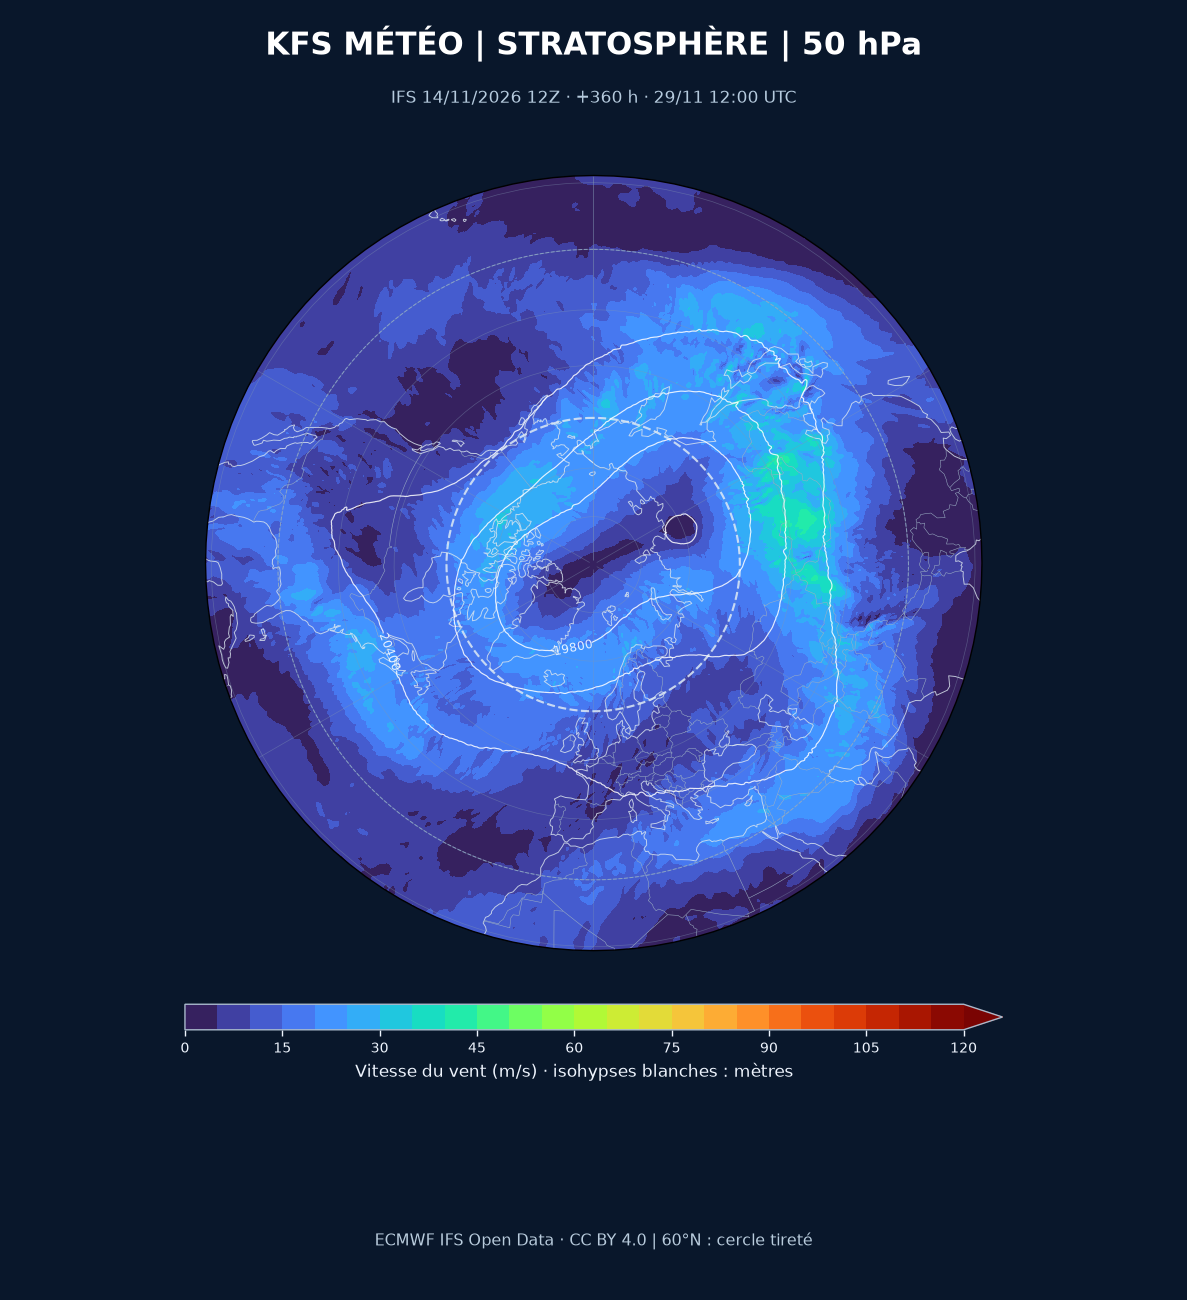 KFS MÉTÉO | STRATOSPHÈRE | 50 hPa
IFS 14/11/2026 12Z · +360 h · 29/11 12:00 UTC
20400
19800
0 15 30 45 60 75 90 105 120
Vitesse du vent (m/s) · isohypses blanches : mètres
ECMWF IFS Open Data · CC BY 4.0 | 60°N : cercle tireté